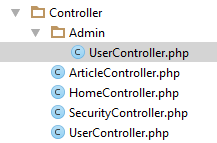 Controller
Admin
UserController.php
ArticleController.php
HomeController.php
SecurityController.php
UserController.php